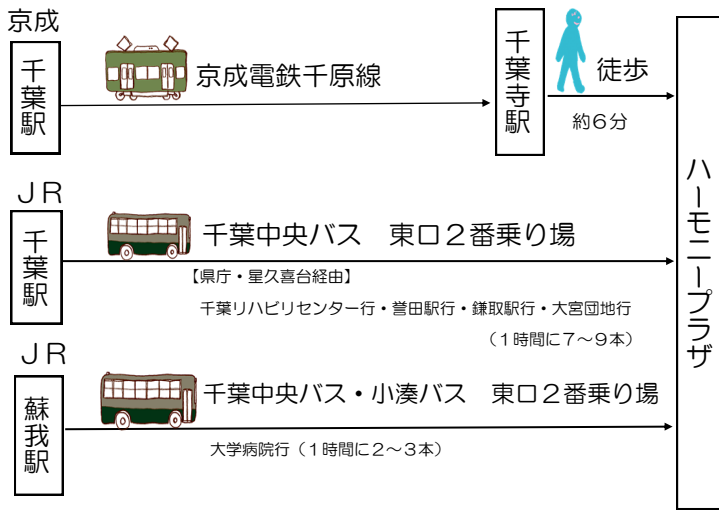 京成
千葉駅
京成電鉄千原線
千葉寺駅
徒歩
約６分
ＪＲ
千葉駅
千葉中央バス　東口２番乗り場
【県庁・星久喜台経由】
千葉リハビリセンター行・誉田駅行・鎌取駅行・大宮団地行
（１時間に７～９本）
ＪＲ
蘇我駅
千葉中央バス・小湊バス　東口２番乗り場
大学病院行（１時間に２～３本）
ハーモニープラザ